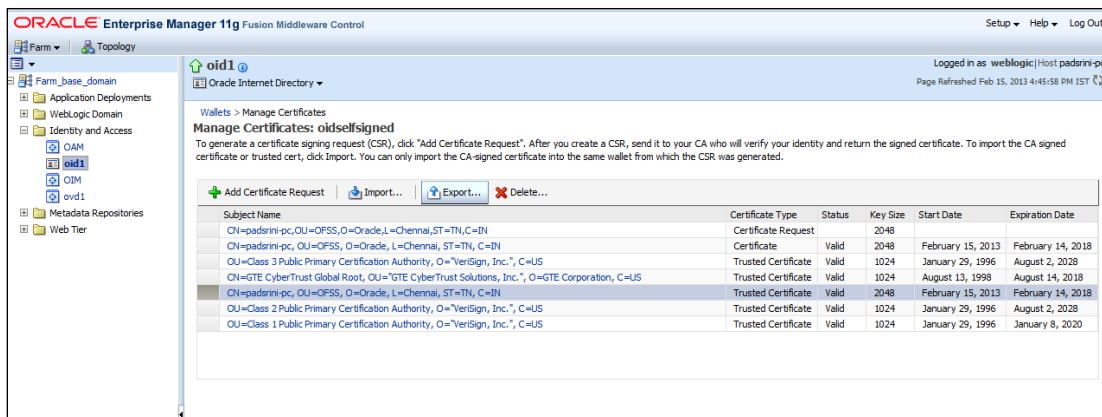 ORACLE Enterprise Manager 11g Fusion Middleware Control
Setup Help Log Out
Farm Topology
Farm_base_domain
Application Deployments
WebLogic Domain
Identity and Access
OAM
oid1
OIM
ovd1
Metadata Repositories
Web Tier
oid1
Logged in as weblogic|Host padsrini-pc
Oracle Internet Directory
Page Refreshed Feb 15, 2013 4:45:58 PM IST
Wallets > Manage Certificates
Manage Certificates: oidselfsigned
To generate a certificate signing request (CSR), click "Add Certificate Request". After you create a CSR, send it to your CA who will verify your identity and return the signed certificate. To import the CA signed
certificate or trusted cert, click Import. You can only import the CA-signed certificate into the same wallet from which the CSR was generated.
Add Certificate Request Import... Export... Delete...
Subject Name Certificate Type Status Key Size Start Date Expiration Date
CN=padsrini-pc,OU=OFSS,O=Oracle,L=Chennai,ST=TN,C=IN Certificate Request 2048
CN=padsrini-pc, OU=OFSS, O=Oracle, L=Chennai, ST=TN, C=IN Certificate Valid 2048 February 15, 2013 February 14, 2018
OU=Class 3 Public Primary Certification Authority, O="VeriSign, Inc.", C=US Trusted Certificate Valid 1024 January 29, 1996 August 2, 2028
CN=GTE CyberTrust Global Root, OU="GTE CyberTrust Solutions, Inc.", O=GTE Corporation, C=US Trusted Certificate Valid 1024 August 13, 1998 August 14, 2018
CN=padsrini-pc, OU=OFSS, O=Oracle, L=Chennai, ST=TN, C=IN Trusted Certificate Valid 2048 February 15, 2013 February 14, 2018
OU=Class 2 Public Primary Certification Authority, O="VeriSign, Inc.", C=US Trusted Certificate Valid 1024 January 29, 1996 August 2, 2028
OU=Class 1 Public Primary Certification Authority, O="VeriSign, Inc.", C=US Trusted Certificate Valid 1024 January 29, 1996 January 8, 2020